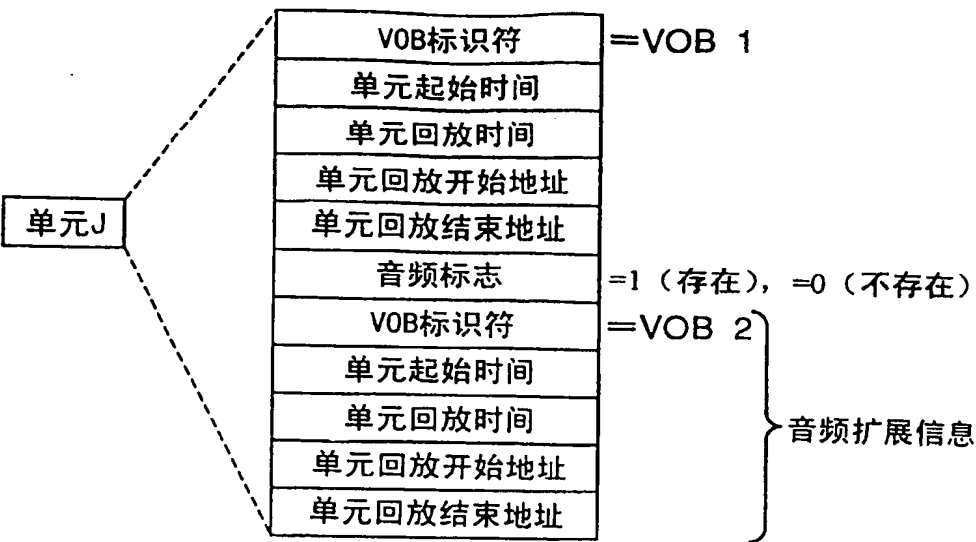 VOB标识符 =VOB 1
单元起始时间
单元回放时间
单元回放开始地址
单元J
单元回放结束地址
音频标志 =1（存在），=0（不存在）
VOB标识符 =VOB 2
单元起始时间
单元回放时间
音频扩展信息
单元回放开始地址
单元回放结束地址